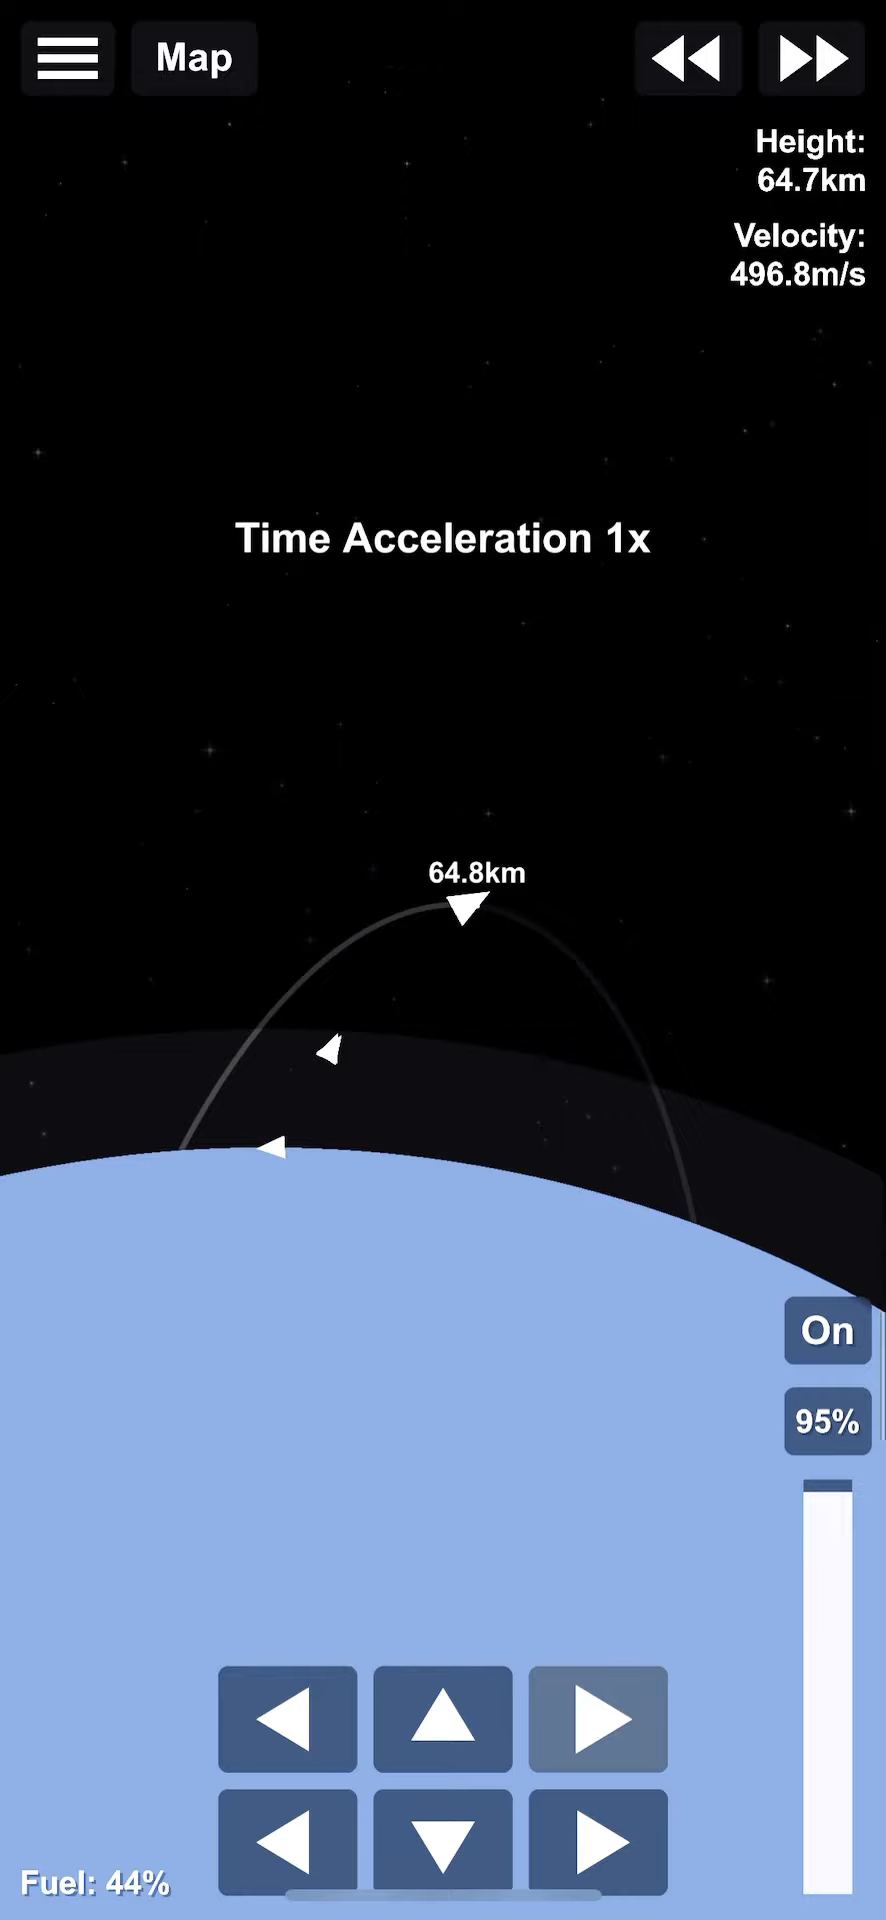 Map
Height:
64.7km
Velocity:
496.8m/s
Time Acceleration 1x
64.8km
On
95%
Fuel: 44%